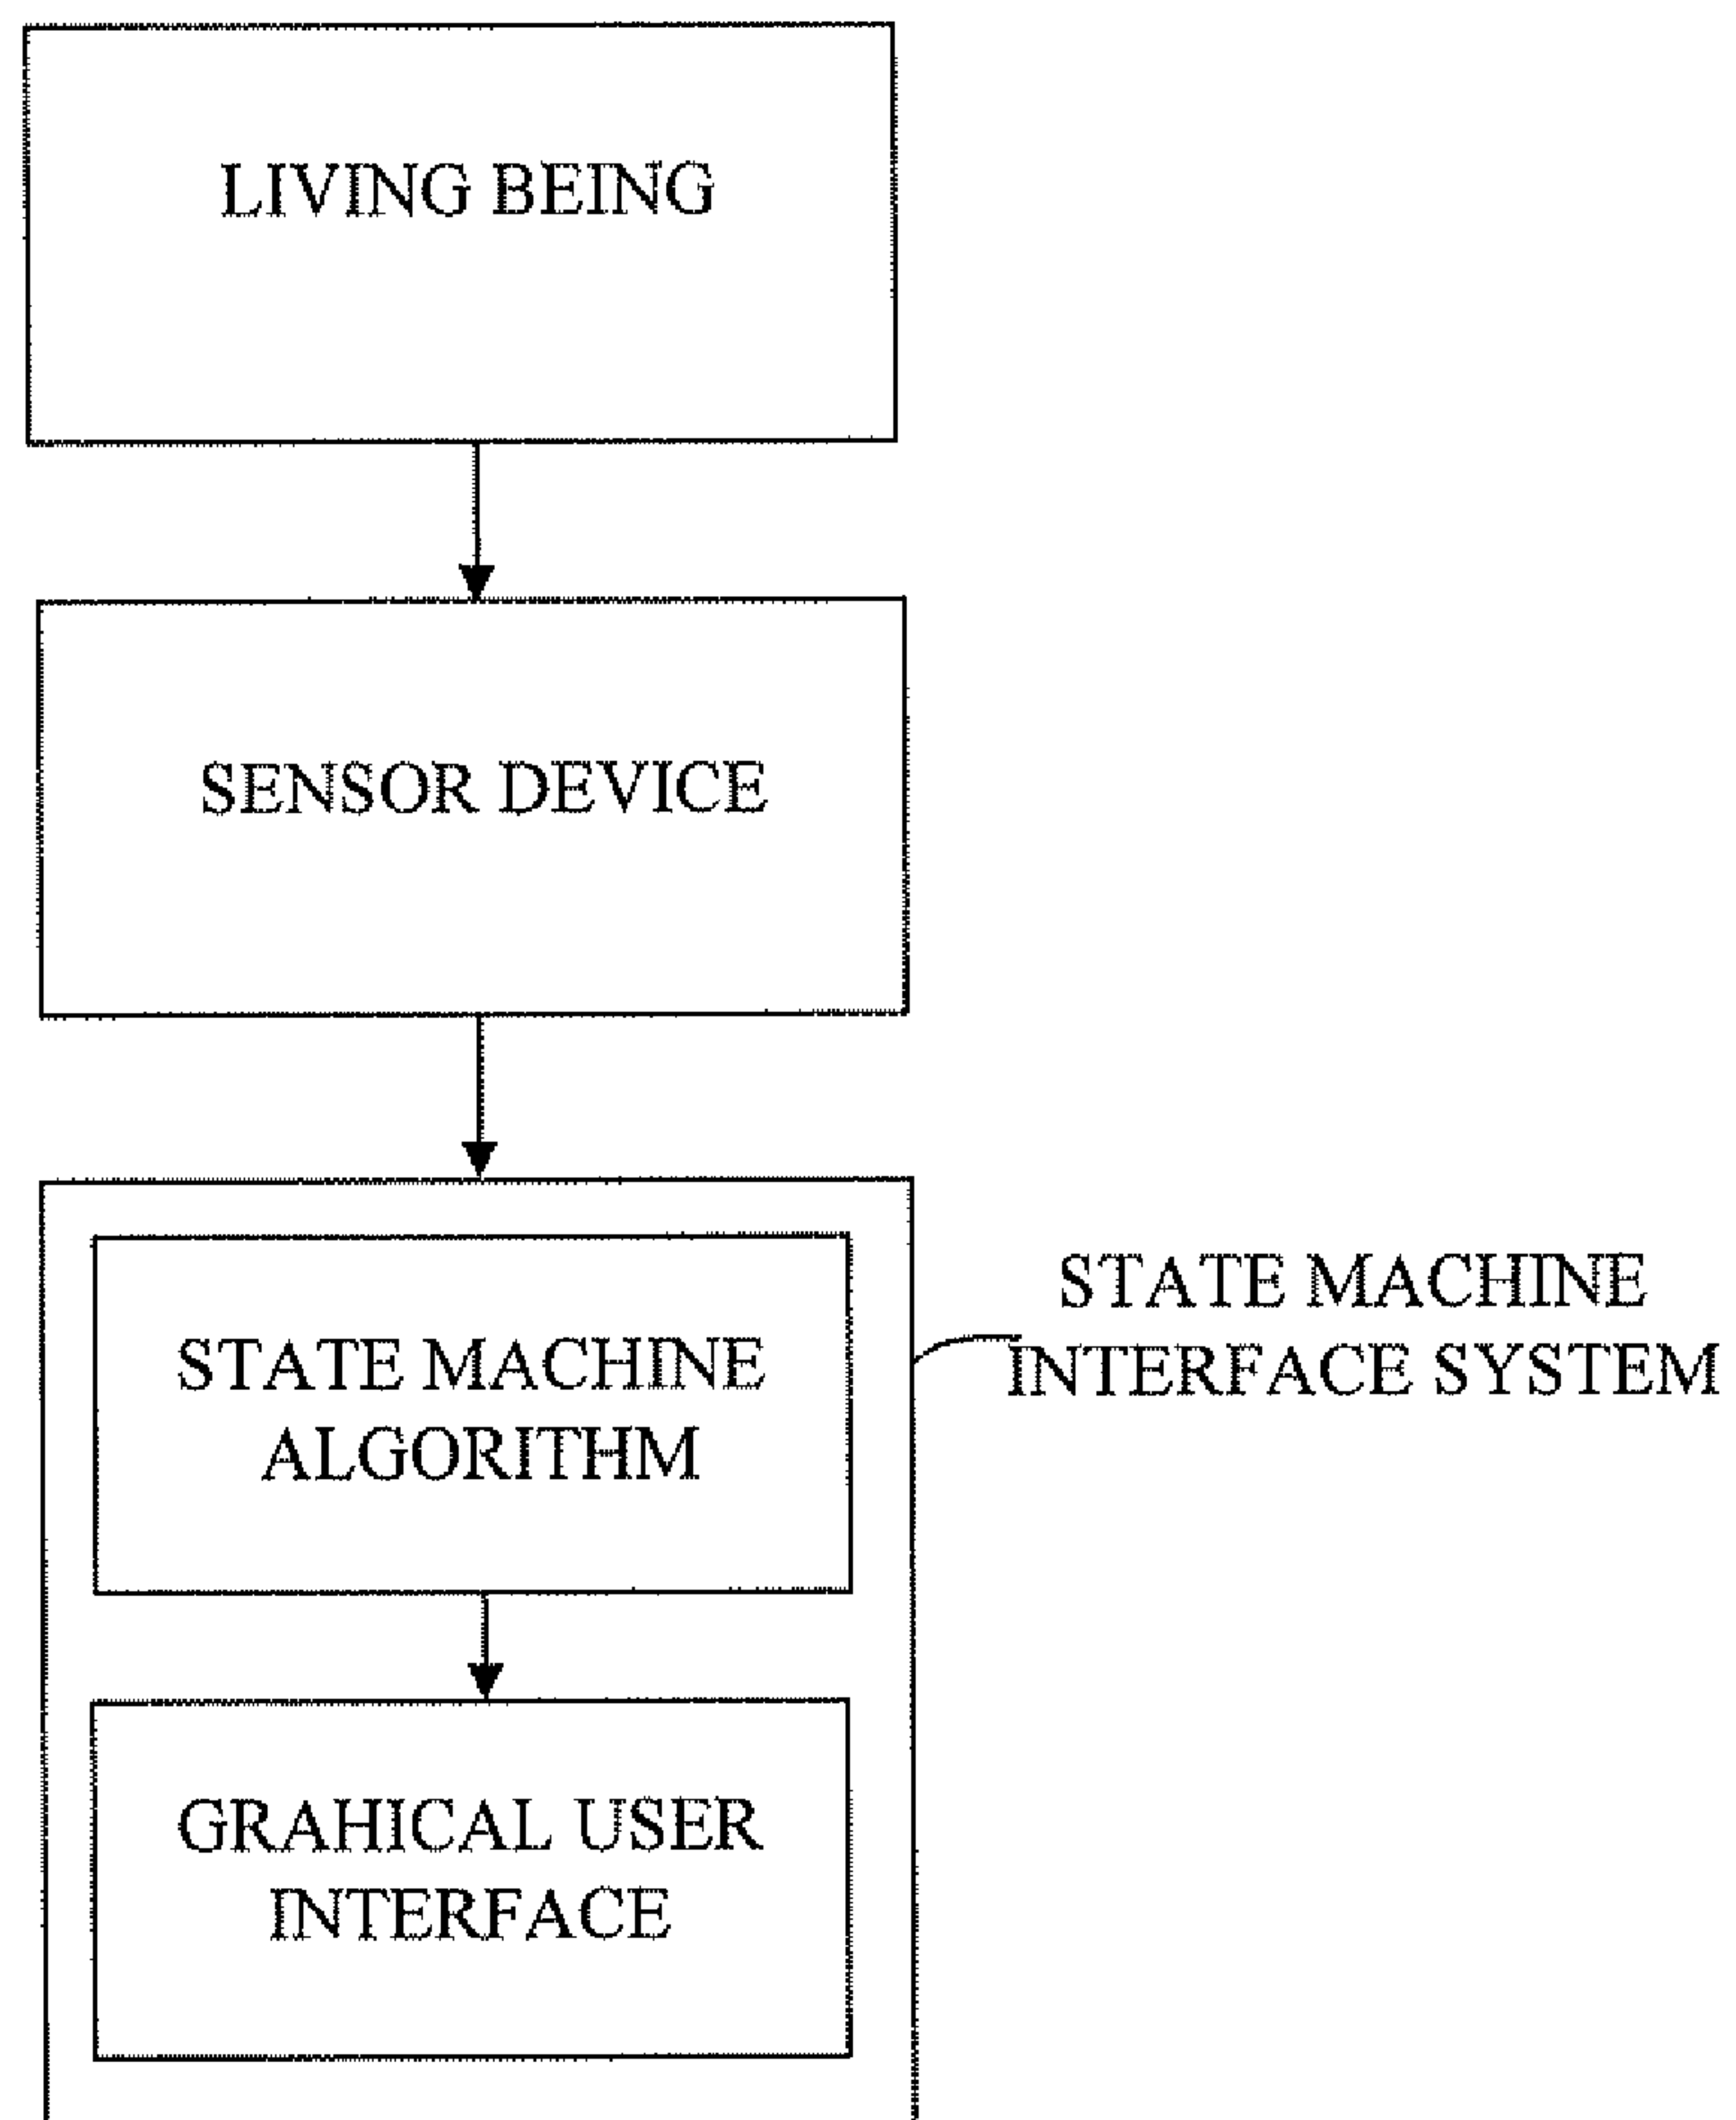 LIVING BEING
SENSOR DEVICE
STATE MACHINE
INTERFACE SYSTEM
STATE MACHINE
ALGORITHM
GRAHICAL USER
INTERFACE